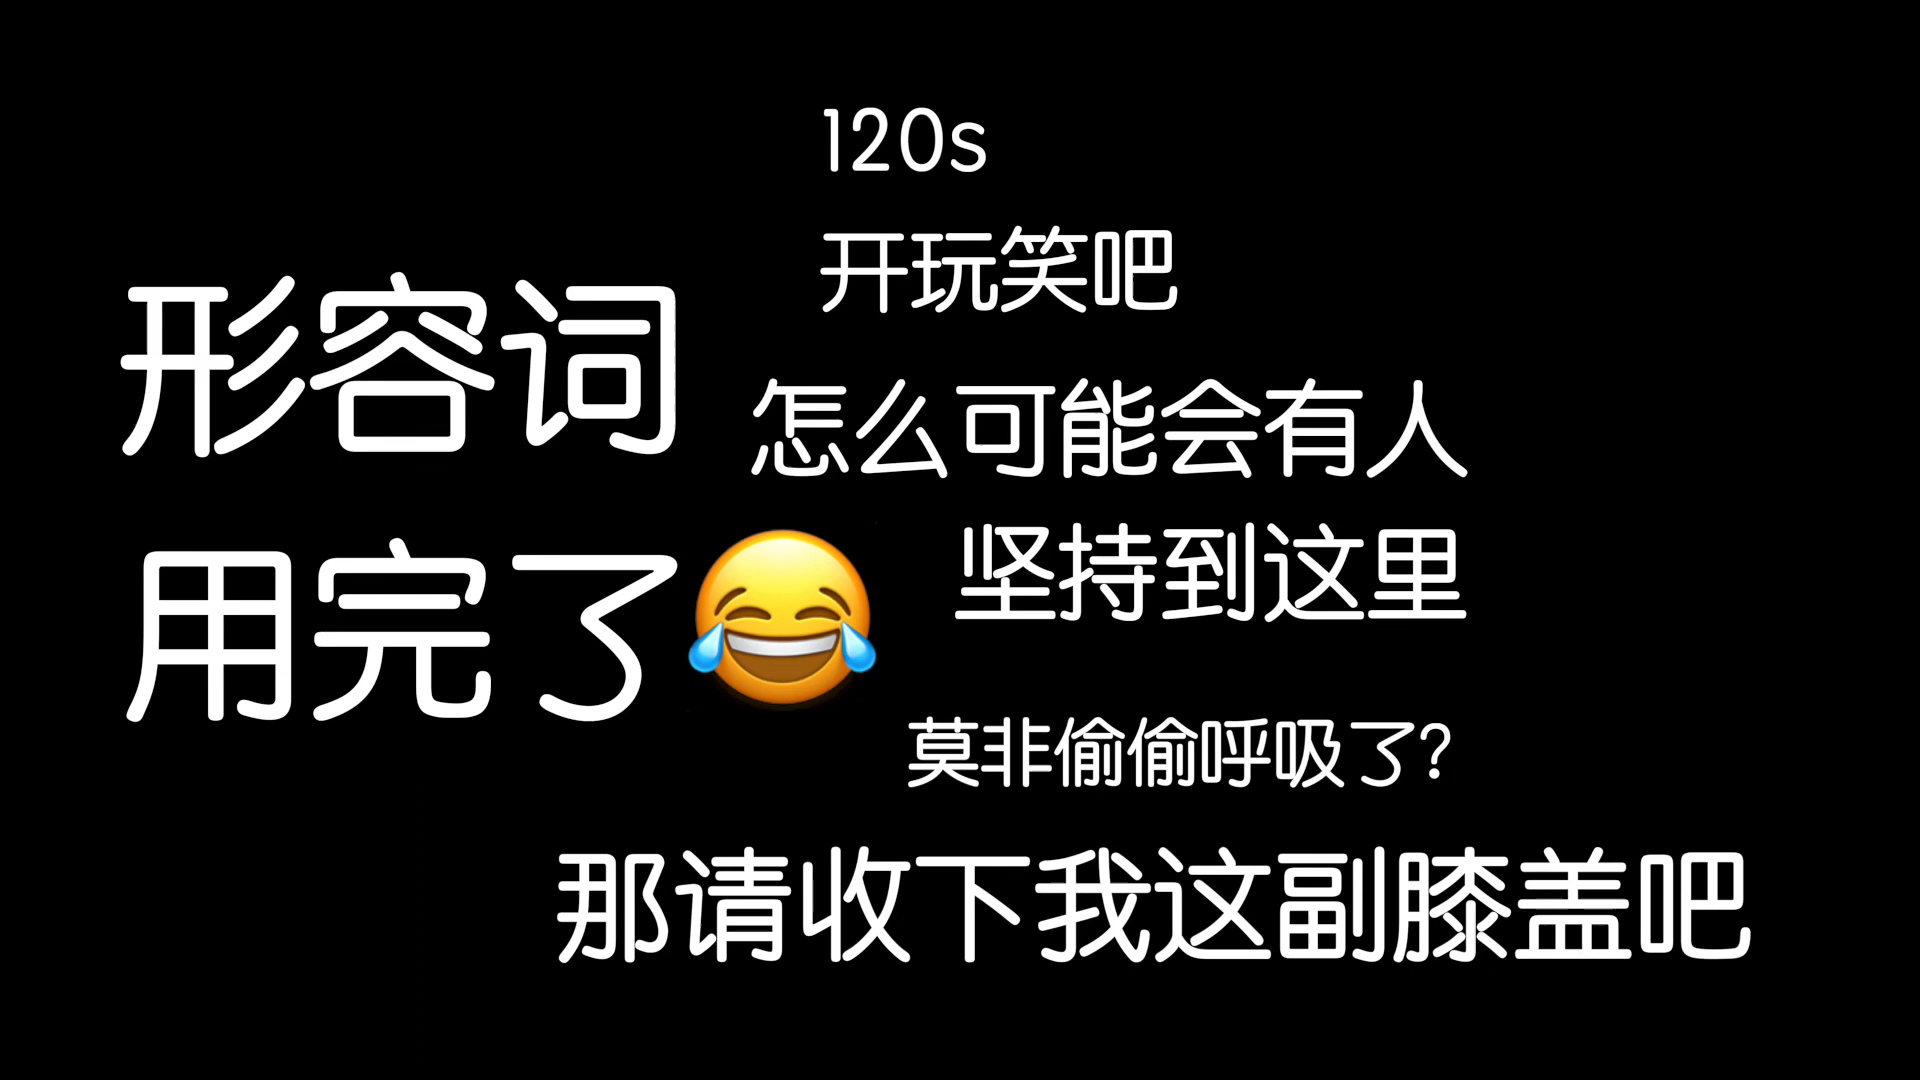 120s
开玩笑吧
形容词
用完了😂
怎么可能会有人
坚持到这里
莫非偷偷呼吸了?
那请收下我这副膝盖吧